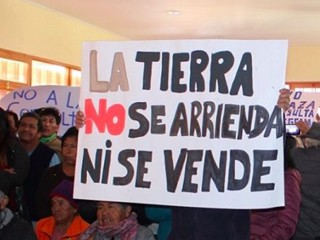 LA TIERRA
NO SE ARRIENDA
NI SE VENDE
NO A LA